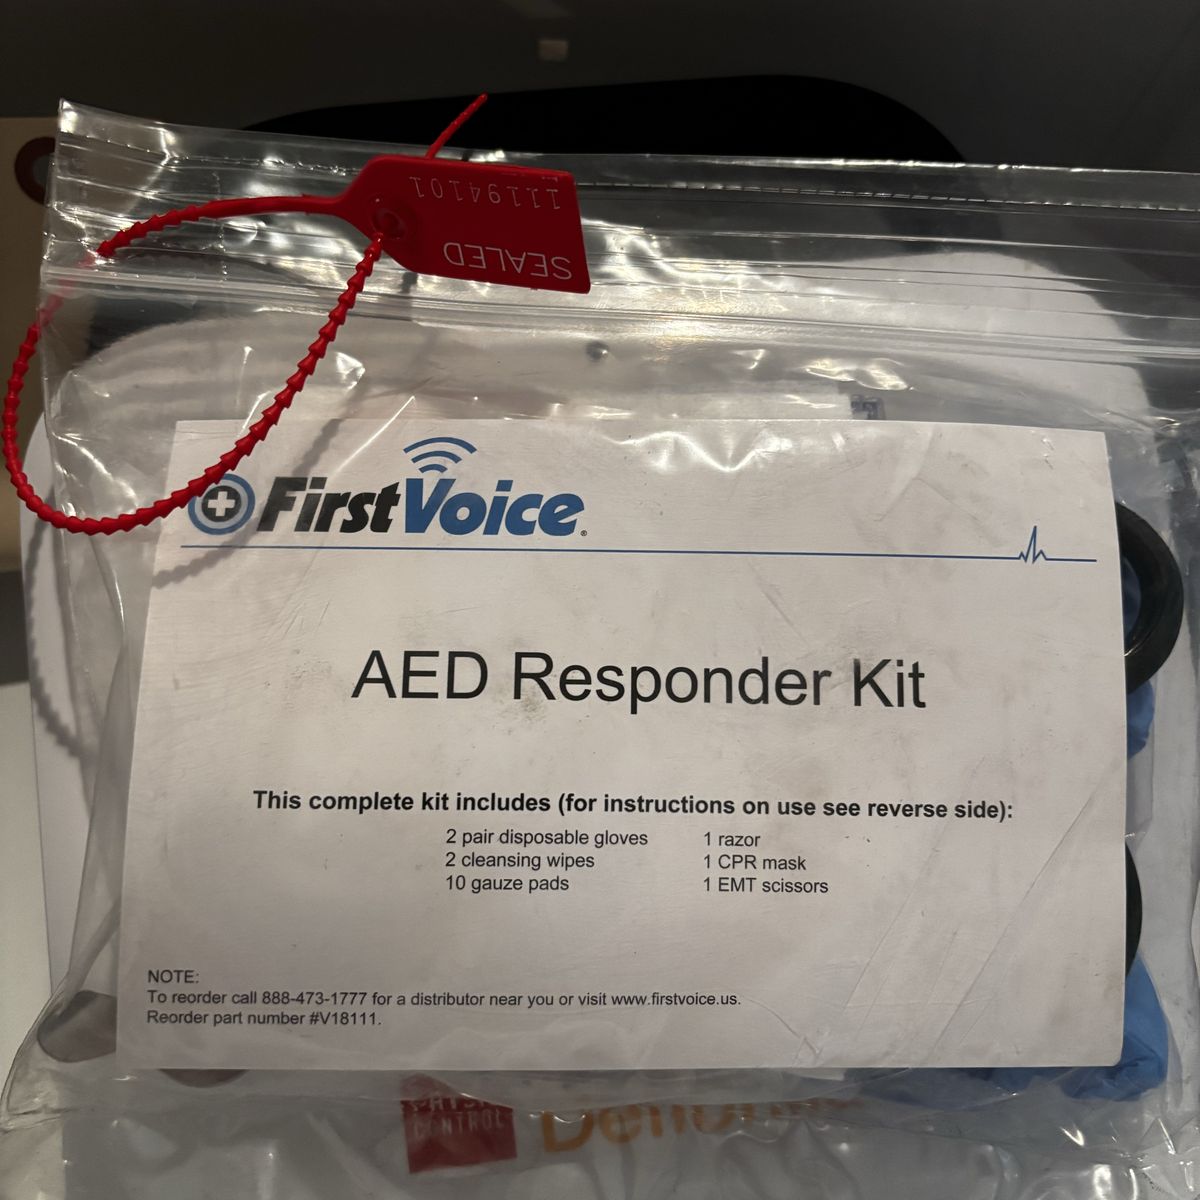 11194101
SEALED
FirstVoice®
AED Responder Kit
This complete kit includes (for instructions on use see reverse side):
2 pair disposable gloves 1 razor
2 cleansing wipes 1 CPR mask
10 gauze pads 1 EMT scissors
NOTE:
To reorder call 888-473-1777 for a distributor near you or visit www.firstvoice.us.
Reorder part number #V18111.
CONTROL